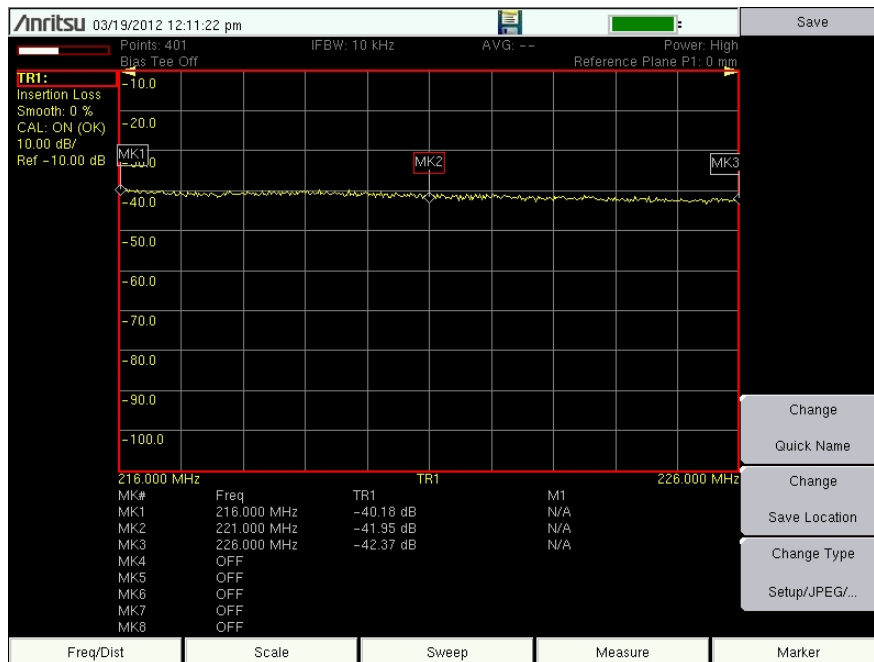 Anritsu 03/19/2012 12:11:22 pm
Save
Points: 401 IFBW: 10 kHz AVG: -- Power: High
Bias Tee Off Reference Plane P1: 0 mm
TR1:
Insertion Loss
Smooth: 0 %
CAL: ON (OK)
10.00 dB/
Ref -10.00 dB
-10.0
-20.0
MK1 MK2 MK3
-40.0
-50.0
-60.0
-70.0
-80.0
-90.0
-100.0
216.000 MHz TR1 226.000 MHz
MK# Freq TR1 M1
MK1 216.000 MHz -40.18 dB N/A
MK2 221.000 MHz -41.95 dB N/A
MK3 226.000 MHz -42.37 dB N/A
MK4 OFF
MK5 OFF
MK6 OFF
MK7 OFF
MK8 OFF
Change
Quick Name
Change
Save Location
Change Type
Setup/JPEG/...
Freq/Dist Scale Sweep Measure Marker